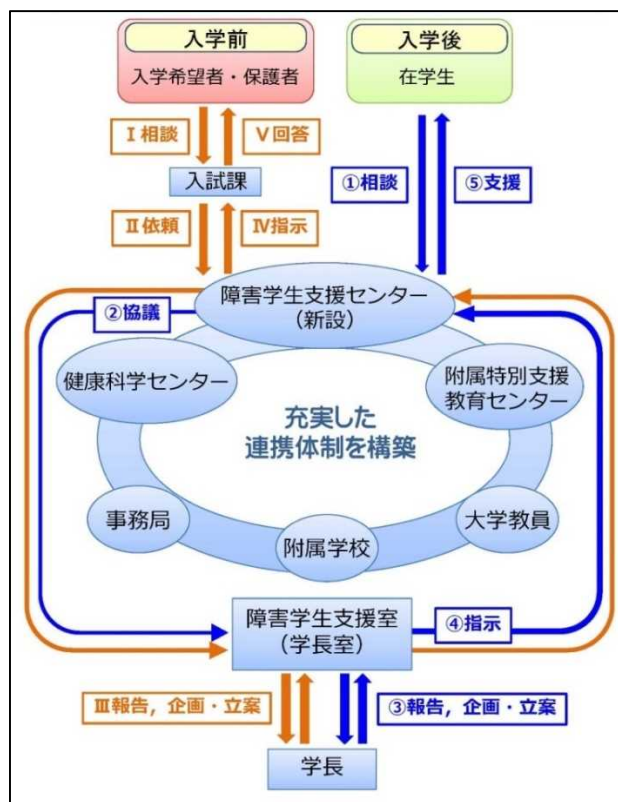 入学前
入学希望者・保護者
入学後
在学生
Ⅰ相談
Ⅴ回答
入試課
①相談
⑤支援
Ⅱ依頼
Ⅳ指示
障害学生支援センター
（新設）
②協議
健康科学センター
附属特別支援
教育センター
充実した
連携体制を構築
事務局
附属学校
大学教員
障害学生支援室
（学長室）
④指示
Ⅲ報告，企画・立案
③報告，企画・立案
学長